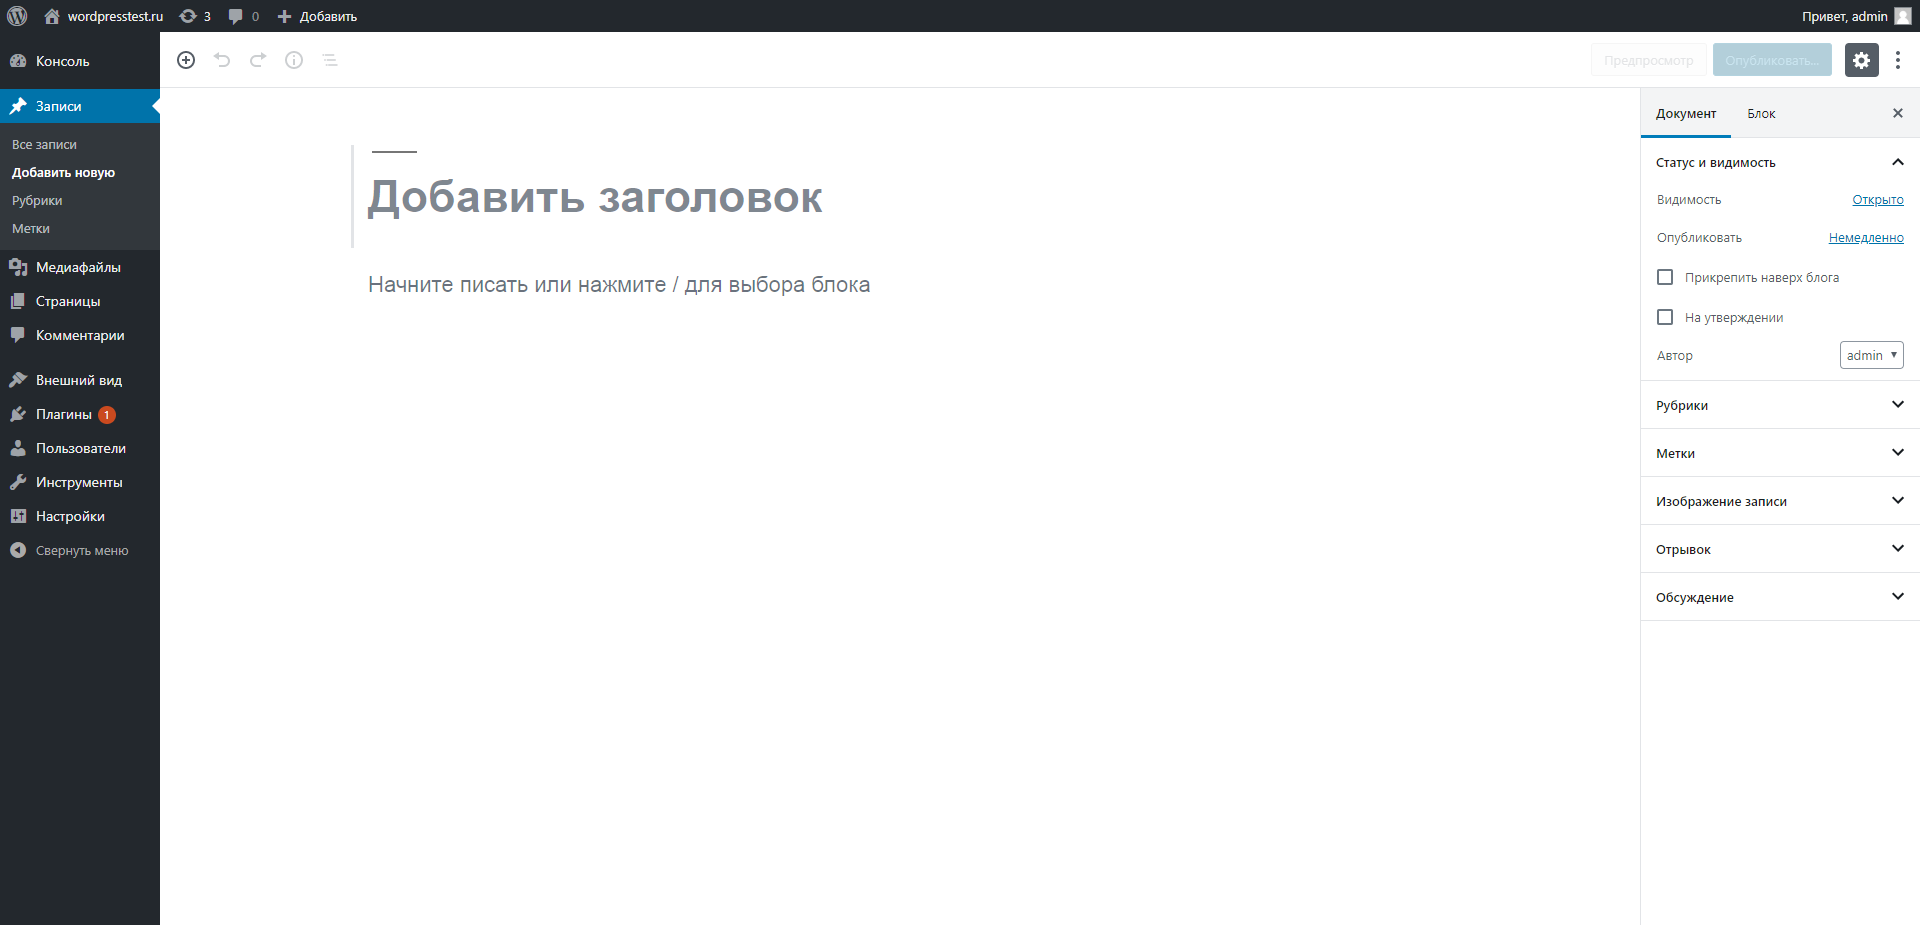 wordpresstest.ru 3 0 Добавить Привет, admin
Консоль
Записи
Все записи
Добавить новую
Рубрики
Метки
Медиафайлы
Страницы
Комментарии
Внешний вид
Плагины 1
Пользователи
Инструменты
Настройки
Свернуть меню
Предпросмотр Опубликовать...
Добавить заголовок
Начните писать или нажмите / для выбора блока
Документ Блок
Статус и видимость
Видимость Открыто
Опубликовать Немедленно
Прикрепить наверх блога
На утверждении
Автор admin
Рубрики
Метки
Изображение записи
Отрывок
Обсуждение